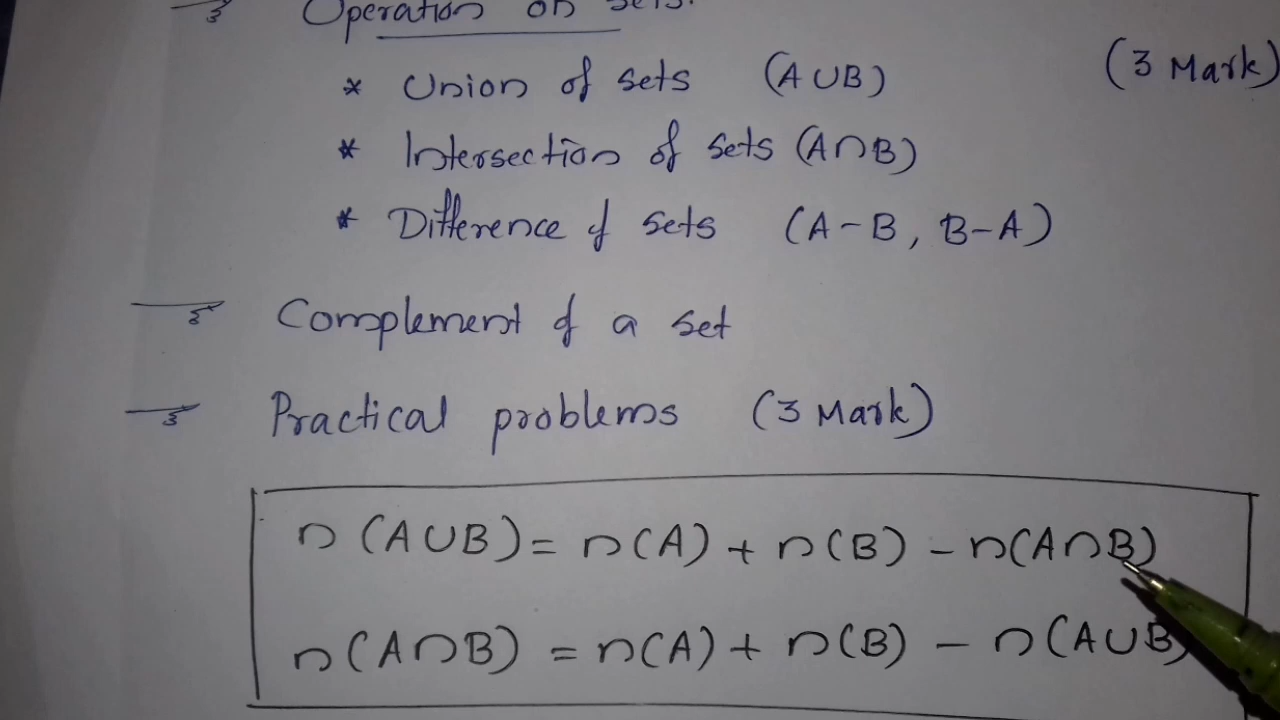 Operation on sets.
* Union of sets (A∪B) (3 Mark)
* Intersection of sets (A∩B)
* Difference of sets (A-B, B-A)
Complement of a set
Practical problems (3 Mark)
n(A∪B) = n(A) + n(B) - n(A∩B)
n(A∩B) = n(A) + n(B) - n(A∪B)